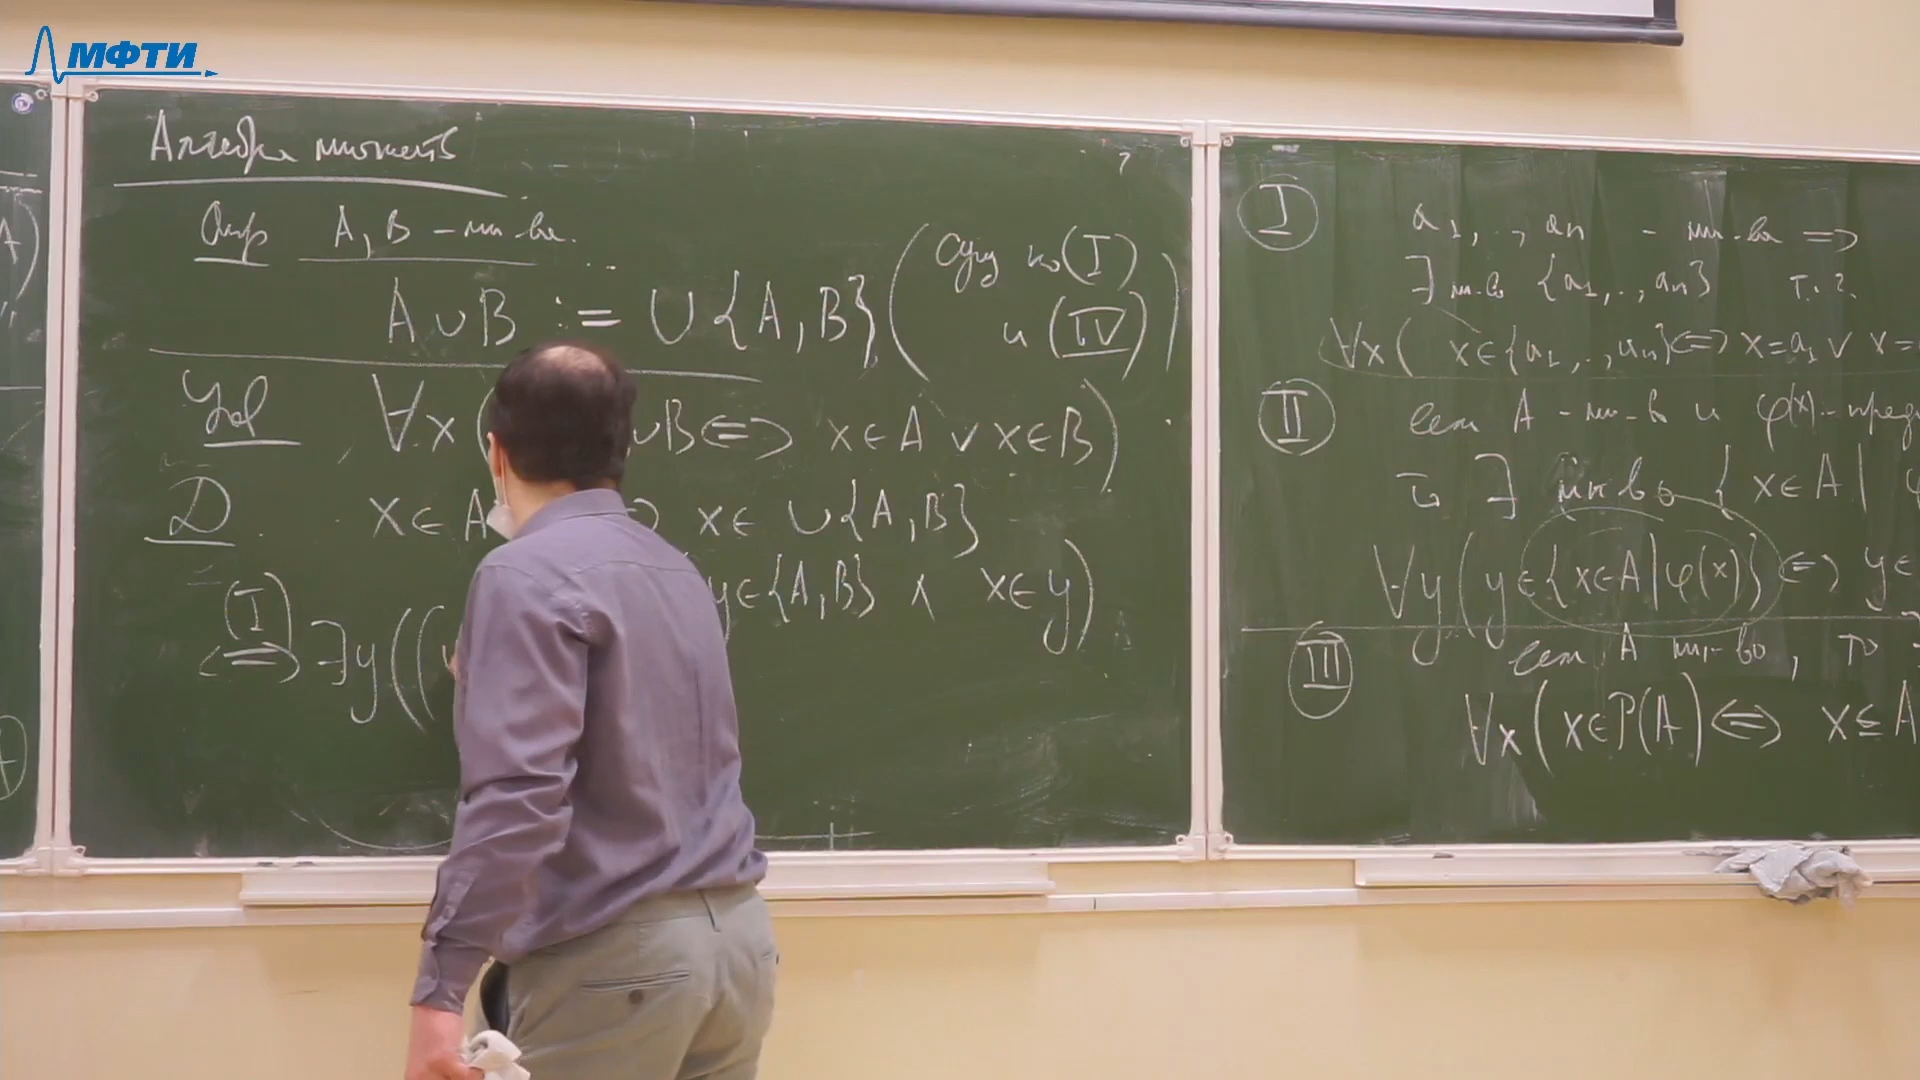 МФТИ
Алгебра множеств
Опр A, B - мн-ва.
A∪B := ∪{A, B} (сущ по (I)
и (IV))
Утв ∀x( ∪B ⇔ x∈A ∨ x∈B)
D. x∈A x∈ ∪{A, B}
y∈{A, B} ∧ x∈y)
(I)
⇔ ∃y((
(I) a₁, .., aₙ - мн-ва ⇒
∃ мн-во {a₁, .., aₙ} т.ч.
∀x( x∈{a₁, .., aₙ} ⇔ x=a₁ ∨ x=
(II) если A - мн-во и φ(x) - пред
то ∃ мн-во {x∈A |
∀y(y∈{x∈A | φ(x)} ⇔ y∈
(III) если A мн-во, то ∃
∀x(x∈P(A) ⇔ x⊆A